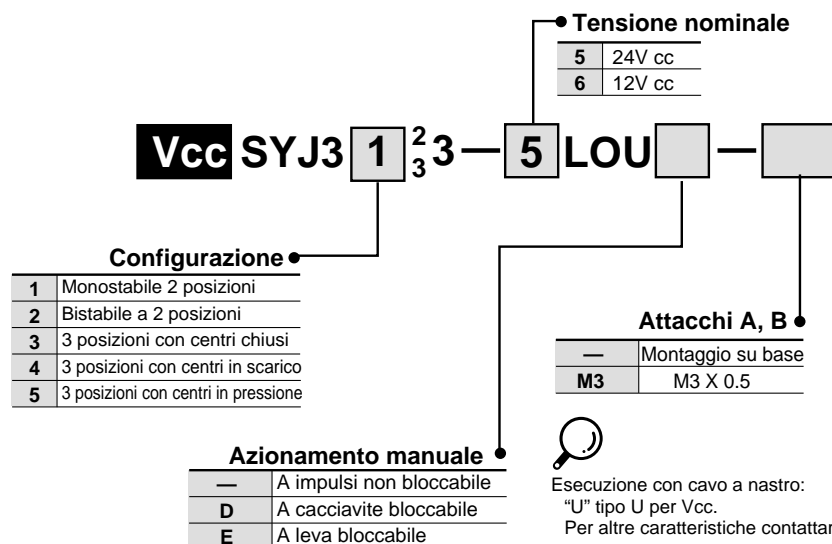 Tensione nominale
5 24V cc
6 12V cc
Vcc SYJ3 1 2 3 3 — 5 LOU —
Configurazione
1 Monostabile 2 posizioni
2 Bistabile a 2 posizioni
3 3 posizioni con centri chiusi
4 3 posizioni con centri in scarico
5 3 posizioni con centri in pressione
Attacchi A, B
— Montaggio su base
M3 M3 X 0.5
Azionamento manuale
— A impulsi non bloccabile
D A cacciavite bloccabile
E A leva bloccabile
Esecuzione con cavo a nastro:
“U” tipo U per Vcc.
Per altre caratteristiche